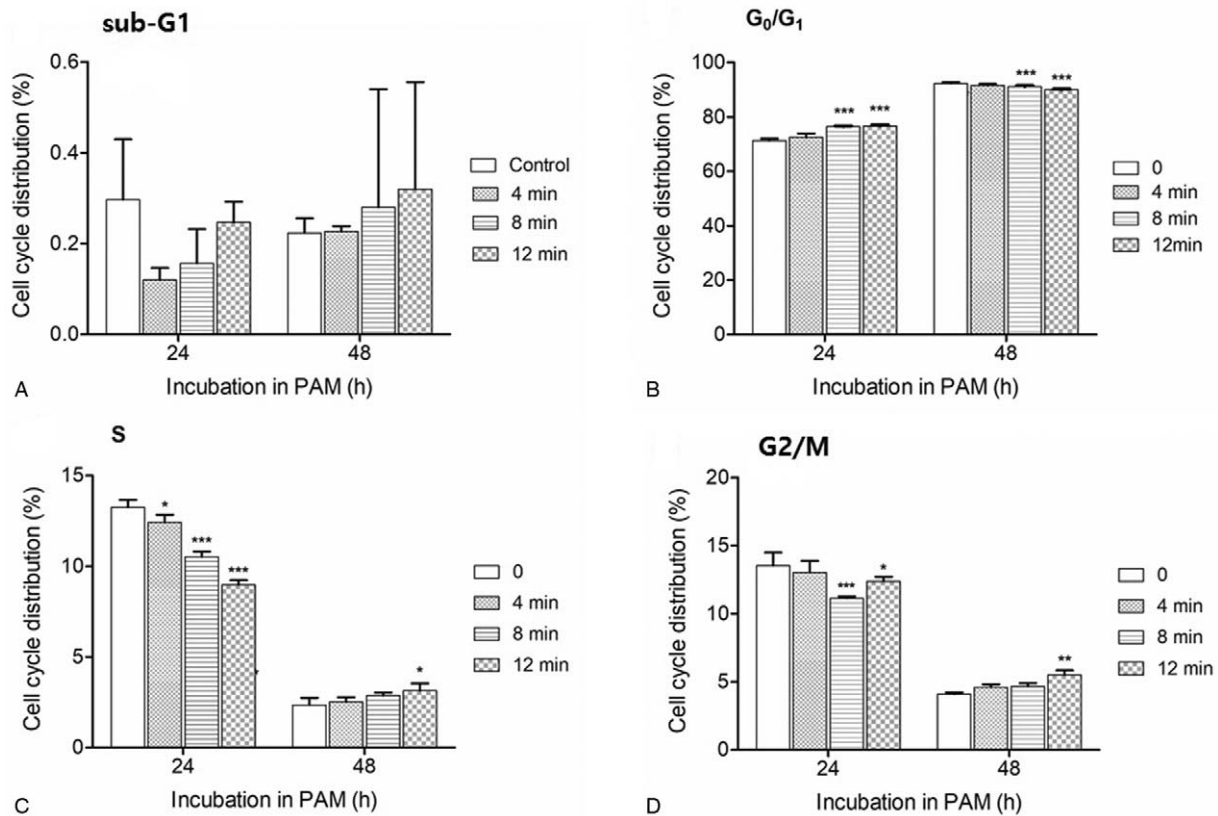 sub-G1
Cell cycle distribution (%)
0.6
0.4
0.2
0.0
24
48
Incubation in PAM (h)
Control
4 min
8 min
12 min
A
G₀/G₁
Cell cycle distribution (%)
100
80
60
40
20
0
***
***
***
***
24
48
Incubation in PAM (h)
0
4 min
8 min
12min
B
S
Cell cycle distribution (%)
15
10
5
0
*
***
***
*
24
48
Incubation in PAM (h)
0
4 min
8 min
12 min
C
G2/M
Cell cycle distribution (%)
20
15
10
5
0
***
*
**
24
48
Incubation in PAM (h)
0
4 min
8 min
12 min
D